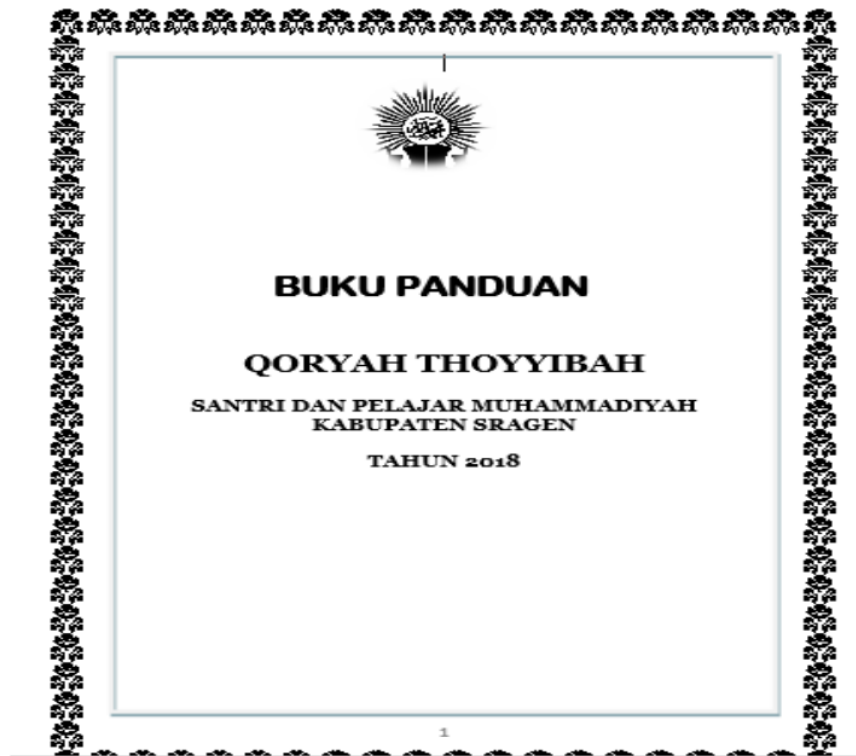 BUKU PANDUAN
QORYAH THOYYIBAH
SANTRI DAN PELAJAR MUHAMMADIYAH
KABUPATEN SRAGEN
TAHUN 2018
1